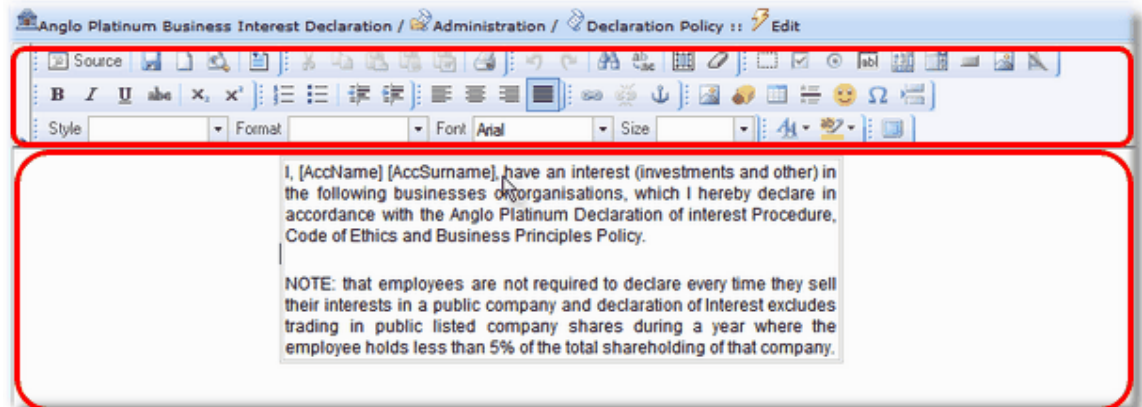 Anglo Platinum Business Interest Declaration / Administration / Declaration Policy :: Edit
Source
B I U abc X₂ X²
Style Format Font Arial Size
I, [AccName] [AccSurname], have an interest (investments and other) in
the following businesses or organisations, which I hereby declare in
accordance with the Anglo Platinum Declaration of interest Procedure,
Code of Ethics and Business Principles Policy.
NOTE: that employees are not required to declare every time they sell
their interests in a public company and declaration of Interest excludes
trading in public listed company shares during a year where the
employee holds less than 5% of the total shareholding of that company.